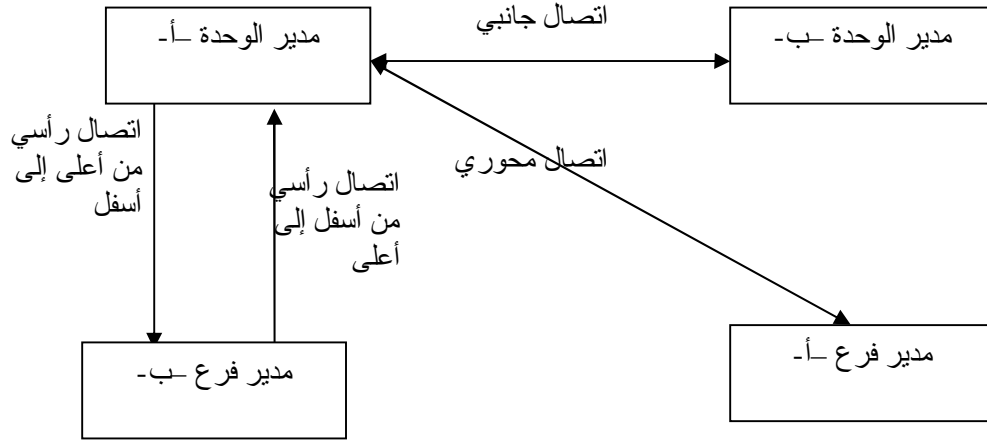 اتصال جانبي
مدير الوحدة –أ-
مدير الوحدة –ب-
اتصال رأسي
من أعلى إلى
أسفل
اتصال محوري
اتصال رأسي
من أسفل إلى
أعلى
مدير فرع –أ-
مدير فرع –ب-